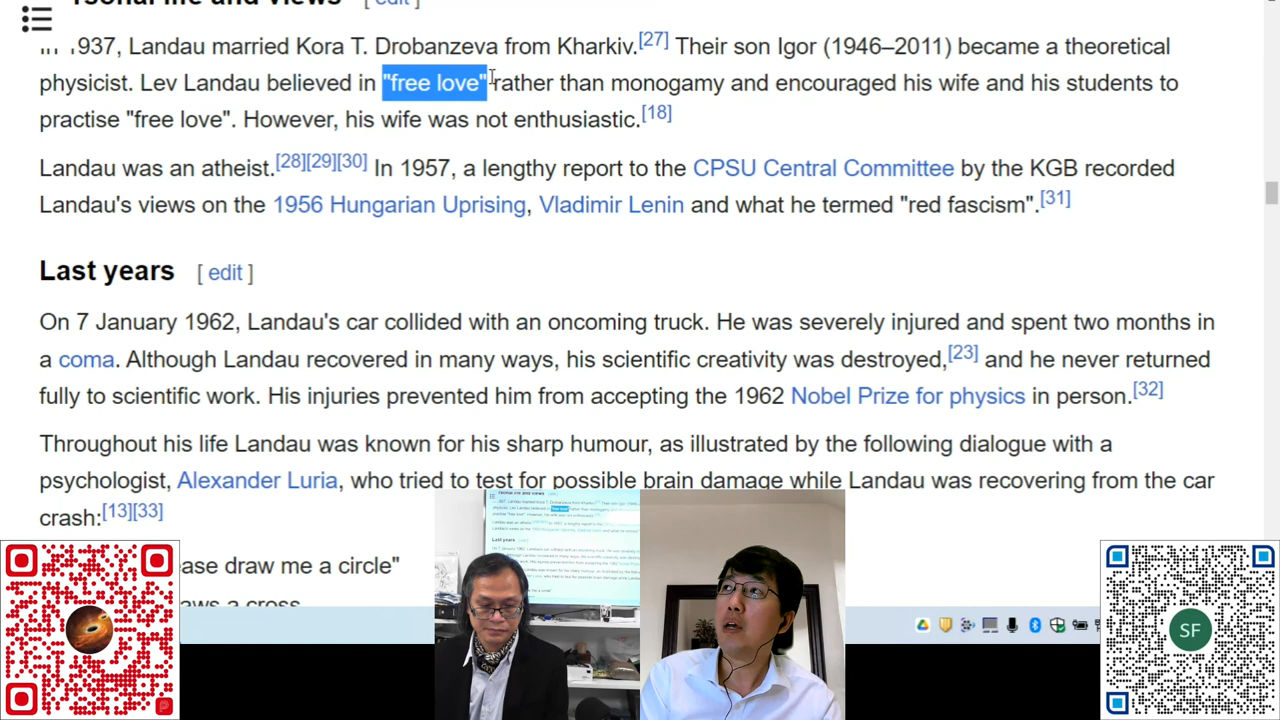 rsonal life and views [ edit ]
In 1937, Landau married Kora T. Drobanzeva from Kharkiv.[27] Their son Igor (1946–2011) became a theoretical
physicist. Lev Landau believed in "free love" rather than monogamy and encouraged his wife and his students to
practise "free love". However, his wife was not enthusiastic.[18]
Landau was an atheist.[28][29][30] In 1957, a lengthy report to the CPSU Central Committee by the KGB recorded
Landau's views on the 1956 Hungarian Uprising, Vladimir Lenin and what he termed "red fascism".[31]
Last years [ edit ]
On 7 January 1962, Landau's car collided with an oncoming truck. He was severely injured and spent two months in
a coma. Although Landau recovered in many ways, his scientific creativity was destroyed,[23] and he never returned
fully to scientific work. His injuries prevented him from accepting the 1962 Nobel Prize for physics in person.[32]
Throughout his life Landau was known for his sharp humour, as illustrated by the following dialogue with a
psychologist, Alexander Luria, who tried to test for possible brain damage while Landau was recovering from the car
crash:[13][33]
ease draw me a circle"
aws a cross
SF